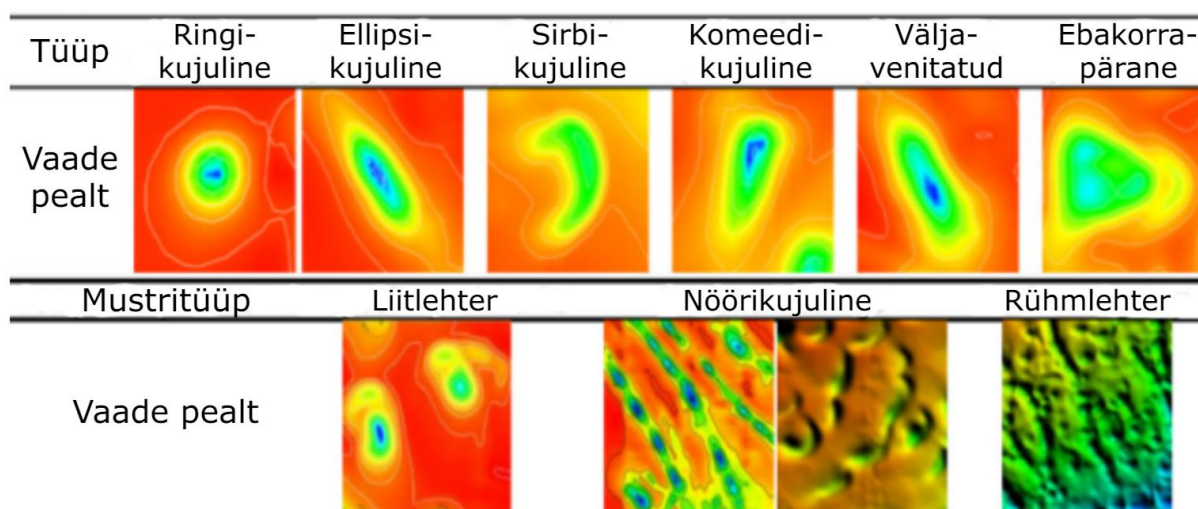 Tüüp
Ringi-
kujuline
Ellipsi-
kujuline
Sirbi-
kujuline
Komeedi-
kujuline
Välja-
venitatud
Ebakorra-
pärane
Vaade
pealt
Mustritüüp
Liitlehter
Nöörikujuline
Rühmlehter
Vaade pealt